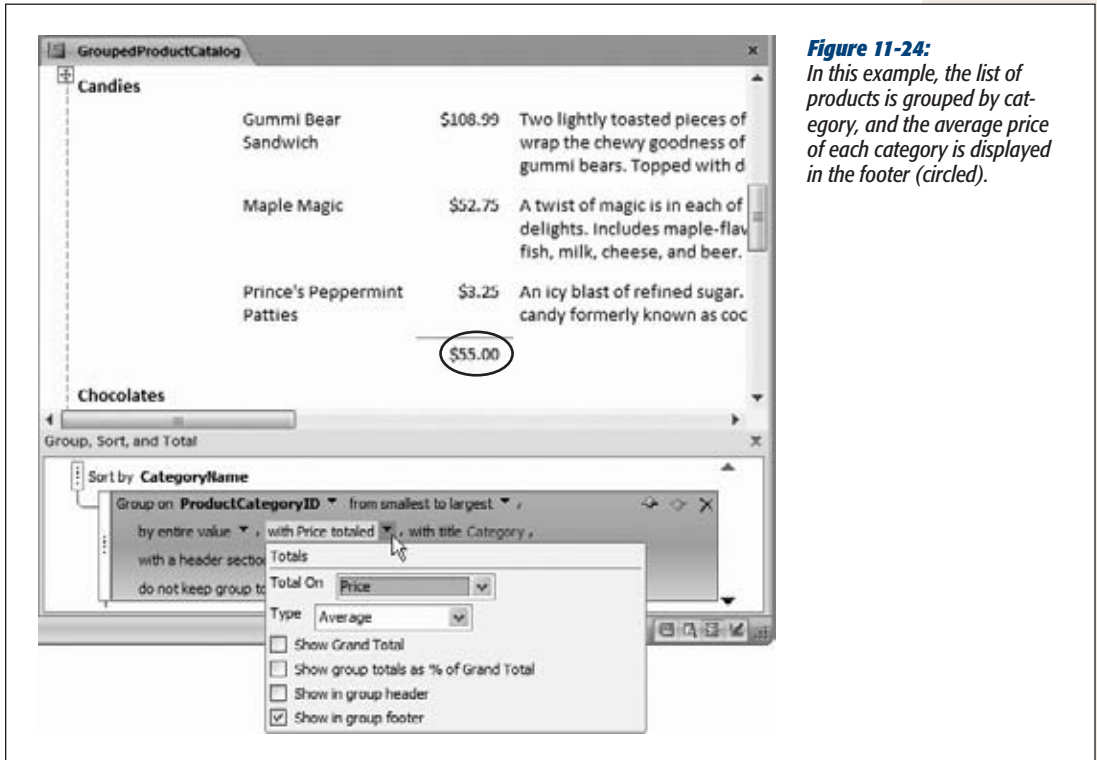 GroupedProductCatalog
Candies
Gummi Bear $108.99 Two lightly toasted pieces of
Sandwich wrap the chewy goodness of
gummi bears. Topped with d
Maple Magic $52.75 A twist of magic is in each of
delights. Includes maple-flav
fish, milk, cheese, and beer.
Prince's Peppermint $3.25 An icy blast of refined sugar.
Patties candy formerly known as coc
$55.00
Chocolates
Group, Sort, and Total
Sort by CategoryName
Group on ProductCategoryID from smallest to largest ,
by entire value , with Price totaled , with title Category ,
with a header section
do not keep group to
Totals
Total On Price
Type Average
Show Grand Total
Show group totals as % of Grand Total
Show in group header
Show in group footer
Figure 11-24:
In this example, the list of
products is grouped by cat-
egory, and the average price
of each category is displayed
in the footer (circled).